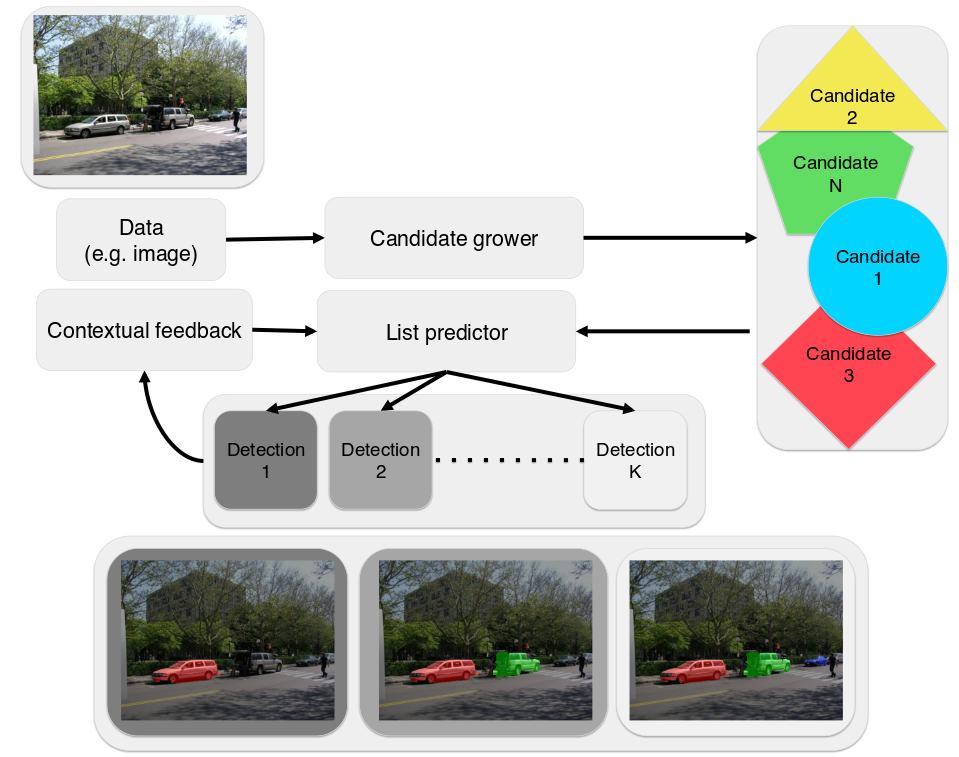 Data
(e.g. image)
Candidate grower
Candidate
2
Candidate
N
Candidate
1
Candidate
3
Contextual feedback
List predictor
Detection
1
Detection
2
Detection
K